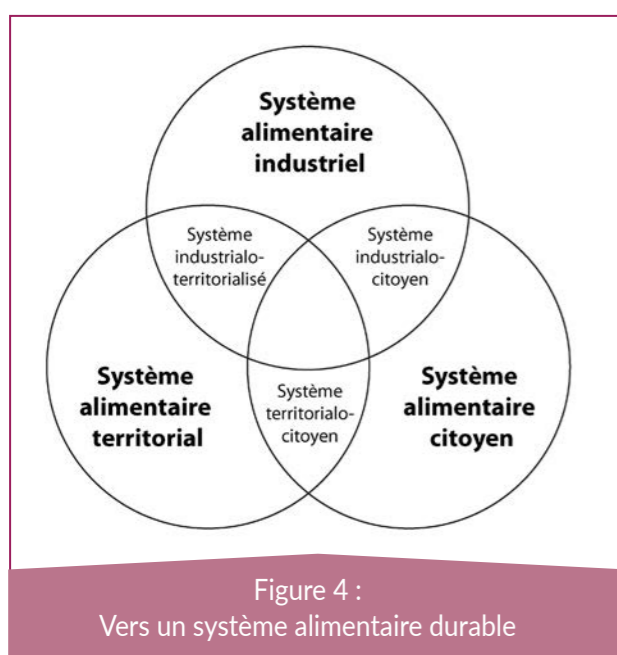 Système
alimentaire
industriel
Système
industrialo-
territorialisé
Système
industrialo-
citoyen
Système
alimentaire
territorial
Système
territorialo-
citoyen
Système
alimentaire
citoyen
Figure 4 :
Vers un système alimentaire durable